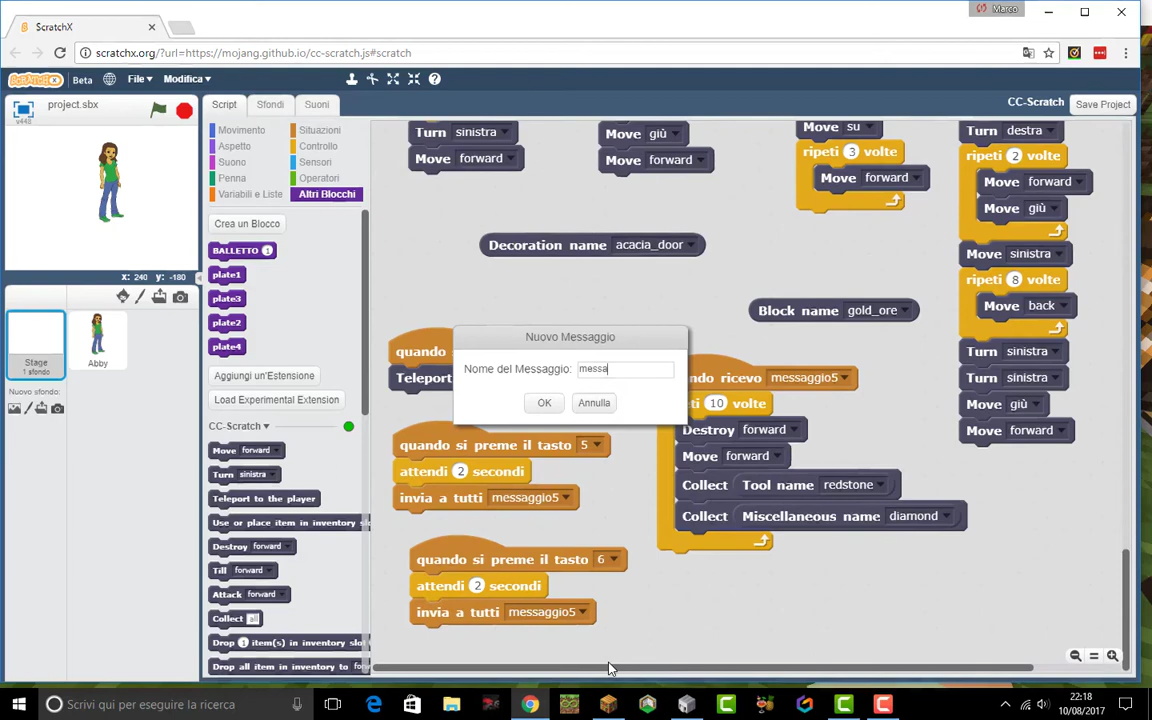 Marco
ScratchX
scratchx.org/?url=https://mojang.github.io/cc-scratch.js#scratch
SCRATCHX Beta File Modifica
project.sbx
v448
Script Sfondi Suoni
CC-Scratch
Save Project
Movimento Situazioni
Aspetto Controllo
Suono Sensori
Penna Operatori
Variabili e Liste Altri Blocchi
Crea un Blocco
BALLETTO 1
plate1
plate3
plate2
plate4
Aggiungi un'Estensione
Load Experimental Extension
CC-Scratch
Move forward
Turn sinistra
Teleport to the player
Use or place item in inventory slo
Destroy forward
Till forward
Attack forward
Collect all
Drop 1 item(s) in inventory slot
Drop all item in inventory to forw
x: 240 y: -180
Stage
1 sfondo
Abby
Nuovo sfondo:
Turn sinistra
Move forward
Move giù
Move forward
Move su
ripeti 3 volte
Move forward
Turn destra
ripeti 2 volte
Move forward
Move giù
Move sinistra
ripeti 8 volte
Move back
Turn sinistra
Turn sinistra
Move giù
Move forward
Decoration name acacia_door
Block name gold_ore
quando s
Teleport
Nuovo Messaggio
Nome del Messaggio: messa
OK Annulla
ndo ricevo messaggio5
ti 10 volte
Destroy forward
Move forward
Collect Tool name redstone
Collect Miscellaneous name diamond
quando si preme il tasto 5
attendi 2 secondi
invia a tutti messaggio5
quando si preme il tasto 6
attendi 2 secondi
invia a tutti messaggio5
Scrivi qui per eseguire la ricerca
22:18
10/08/2017